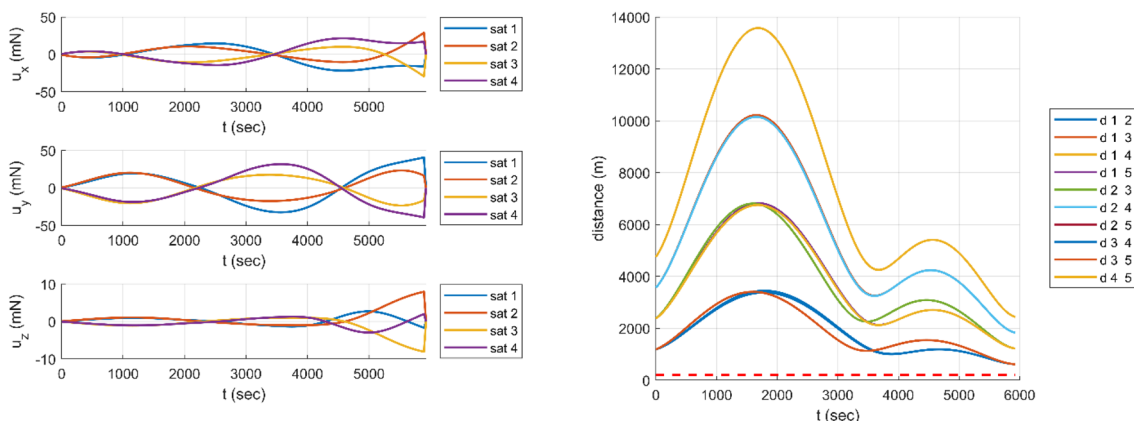 50
0
-50
u_x (mN)
0 1000 2000 3000 4000 5000
t (sec)
sat 1
sat 2
sat 3
sat 4
50
0
-50
u_y (mN)
0 1000 2000 3000 4000 5000
t (sec)
sat 1
sat 2
sat 3
sat 4
10
0
-10
u_z (mN)
0 1000 2000 3000 4000 5000
t (sec)
sat 1
sat 2
sat 3
sat 4
14000
12000
10000
8000
6000
4000
2000
0
distance (m)
0 1000 2000 3000 4000 5000 6000
t (sec)
d 1 2
d 1 3
d 1 4
d 1 5
d 2 3
d 2 4
d 2 5
d 3 4
d 3 5
d 4 5